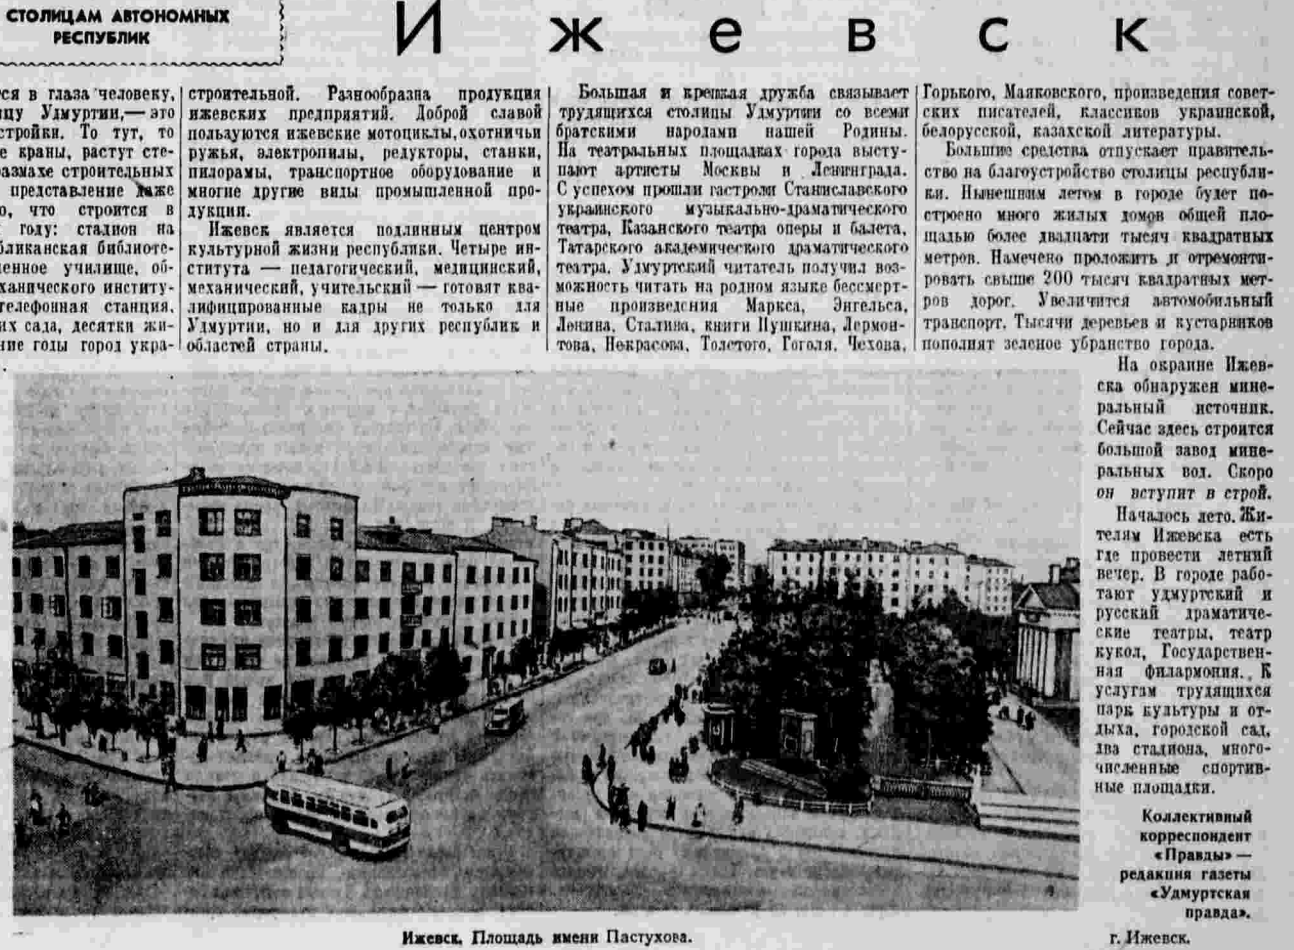 СТОЛИЦАМ АВТОНОМНЫХ
РЕСПУБЛИК
Ижевск
ся в глаза человеку,
цу Удмуртии,— это
стройки. То тут, то
е краны, растут сте-
азмахе строительных
представление даже
о, что строится в
году: стадион на
бликанская библиоте-
енное училище, об-
ханического институ-
телефонная станция,
их сада, десятки жи-
ние годы город укра-
строительной. Разнообразна продукция
ижевских предприятий. Доброй славой
пользуются ижевские мотоциклы, охотничьи
ружья, электропилы, редукторы, станки,
пилорамы, транспортное оборудование и
многие другие виды промышленной про-
дукции.
Ижевск является подлинным центром
культурной жизни республики. Четыре ин-
ститута — педагогический, медицинский,
механический, учительский — готовят ква-
лифицированные кадры не только для
Удмуртии, но и для других республик и
областей страны.
Большая и крепкая дружба связывает
трудящихся столицы Удмуртии со всеми
братскими народами нашей Родины.
На театральных площадках города высту-
пают артисты Москвы и Ленинграда.
С успехом прошли гастроли Станиславского
украинского музыкально-драматического
театра, Казанского театра оперы и балета,
Татарского академического драматического
театра. Удмуртский читатель получил воз-
можность читать на родном языке бессмерт-
ные произведения Маркса, Энгельса,
Ленина, Сталина, книги Пушкина, Лермон-
това, Некрасова, Толстого, Гоголя, Чехова,
Горького, Маяковского, произведения совет-
ских писателей, классиков украинской,
белорусской, казахской литературы.
Большие средства отпускает правитель-
ство на благоустройство столицы республи-
ки. Нынешним летом в городе будет по-
строено много жилых домов общей пло-
щадью более двадцати тысяч квадратных
метров. Намечено проложить и отремонти-
ровать свыше 200 тысяч квадратных мет-
ров дорог. Увеличится автомобильный
транспорт. Тысячи деревьев и кустарников
пополнят зеленое убранство города.
На окраине Ижев-
ска обнаружен мине-
ральный источник.
Сейчас здесь строится
большой завод мине-
ральных вод. Скоро
он вступит в строй.
Началось лето. Жи-
телям Ижевска есть
где провести летний
вечер. В городе рабо-
тают удмуртский и
русский драматиче-
ские театры, театр
кукол, Государствен-
ная филармония. К
услугам трудящихся
парк культуры и от-
дыха, городской сад,
два стадиона, много-
численные спортив-
ные площадки.
Коллективный
корреспондент
«Правды» —
редакция газеты
«Удмуртская
правда».
г. Ижевск.
Ижевск. Площадь имени Пастухова.